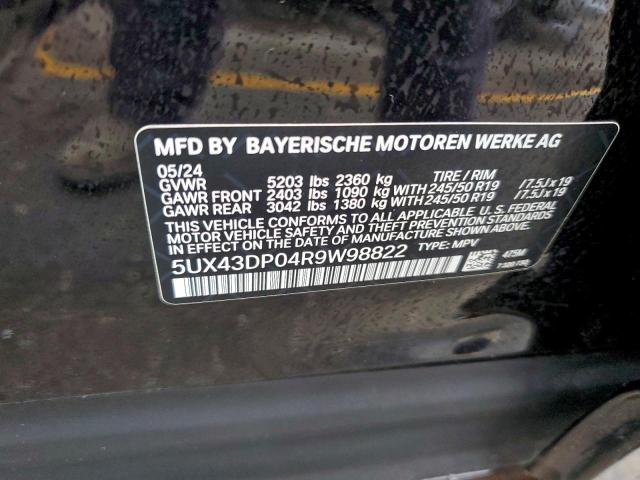 MFD BY BAYERISCHE MOTOREN WERKE AG
05/24 TIRE / RIM
GVWR 5203 lbs 2360 kg
GAWR FRONT 2403 lbs 1090 kg WITH 245/50 R19 /7.5J x 19
GAWR REAR 3042 lbs 1380 kg WITH 245/50 R19 /7.5J x 19
THIS VEHICLE CONFORMS TO ALL APPLICABLE U. S. FEDERAL
MOTOR VEHICLE SAFETY, BUMPER, AND THEFT PREVENTION
STANDARDS IN EFFECT ON THE DATE OF MANUFACTURE
SHOWN ABOVE.
5UX43DP04R9W98822 TYPE: MPV
475M